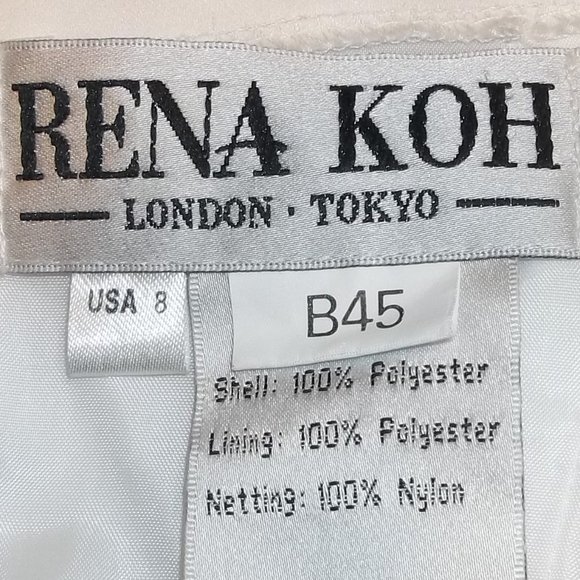 RENA KOH
LONDON · TOKYO
USA 8
B45
Shell: 100% Polyester
Lining: 100% Polyester
Netting: 100% Nylon